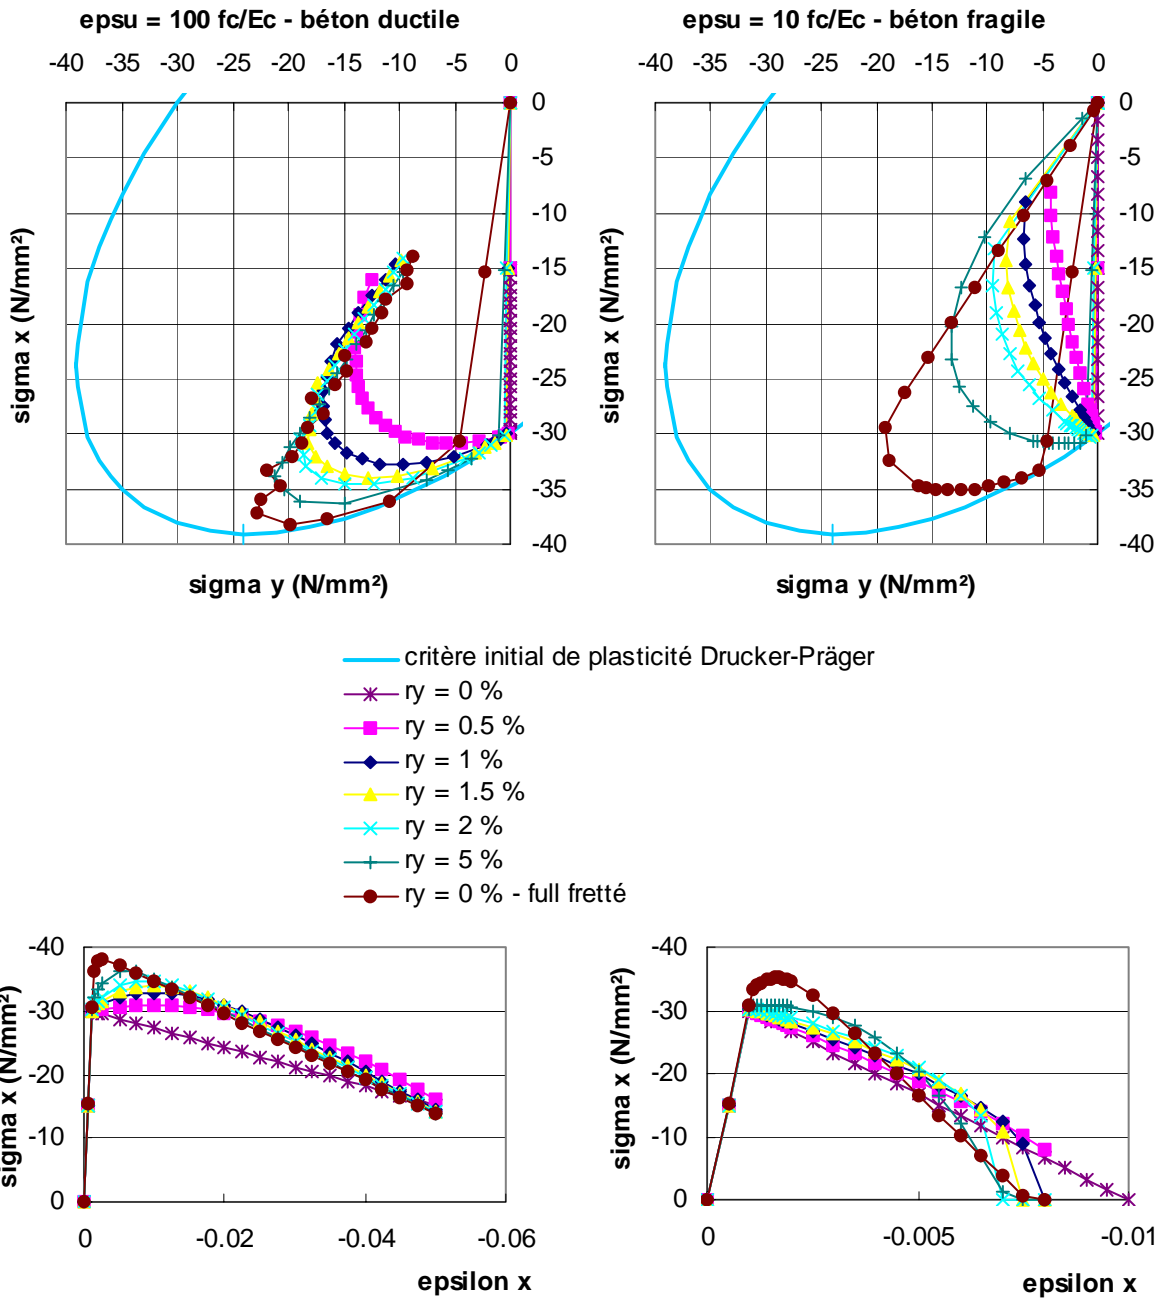 epsu = 100 fc/Ec - béton ductile
epsu = 10 fc/Ec - béton fragile
-40 -35 -30 -25 -20 -15 -10 -5 0
-40 -35 -30 -25 -20 -15 -10 -5 0
0
-5
-10
-15
-20
-25
-30
-35
-40
sigma x (N/mm²)
sigma y (N/mm²)
0
-5
-10
-15
-20
-25
-30
-35
-40
sigma x (N/mm²)
sigma y (N/mm²)
critère initial de plasticité Drucker-Präger
ry = 0 %
ry = 0.5 %
ry = 1 %
ry = 1.5 %
ry = 2 %
ry = 5 %
ry = 0 % - full fretté
-40
-30
-20
-10
0
sigma x (N/mm²)
0 -0.02 -0.04 -0.06
epsilon x
-40
-30
-20
-10
0
sigma x (N/mm²)
0 -0.005 -0.01
epsilon x